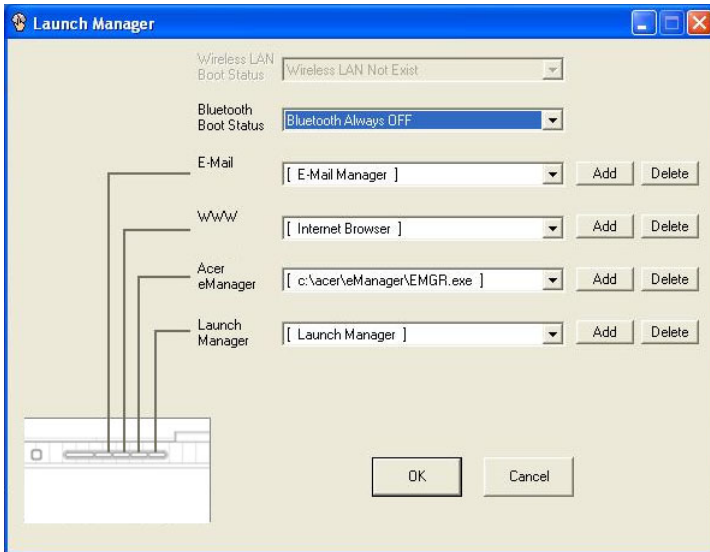 Launch Manager
Wireless LAN
Boot Status
Wireless LAN Not Exist
Bluetooth
Boot Status
Bluetooth Always OFF
E-Mail
[ E-Mail Manager ]
Add
Delete
WWW
[ Internet Browser ]
Add
Delete
Acer
eManager
[ c:\acer\eManager\EMGR.exe ]
Add
Delete
Launch
Manager
[ Launch Manager ]
Add
Delete
OK
Cancel